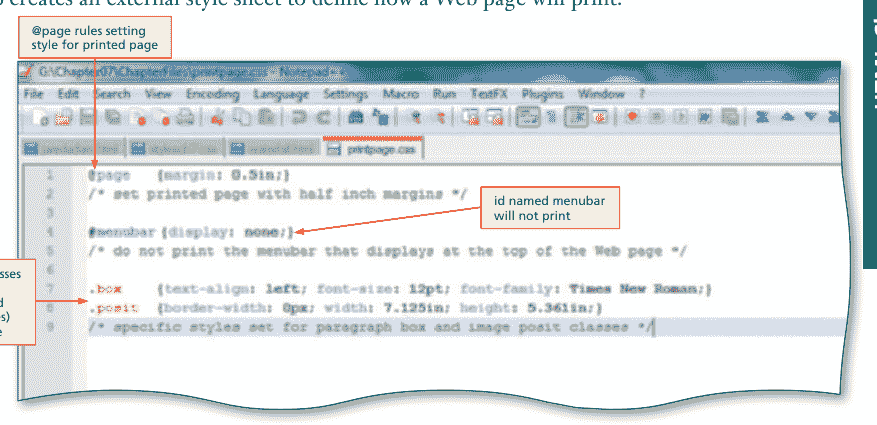 creates an external style sheet to define how a Web page will print.
@page rules setting
style for printed page
G:\Chapter07\ChapterFiles\printpage.css - Notepad++
File Edit Search View Encoding Language Settings Macro Run TextFX Plugins Window ?
printpage.css
1 @page {margin: 0.5in;}
2 /* set printed page with half inch margins */
3
id named menubar
will not print
4 #menubar {display: none;}
5 /* do not print the menubar that displays at the top of the Web page */
6
7 .box {text-align: left; font-size: 12pt; font-family: Times New Roman;}
8 .posit {border-width: 0px; width: 7.125in; height: 5.361in;}
9 /* specific styles set for paragraph box and image posit classes */